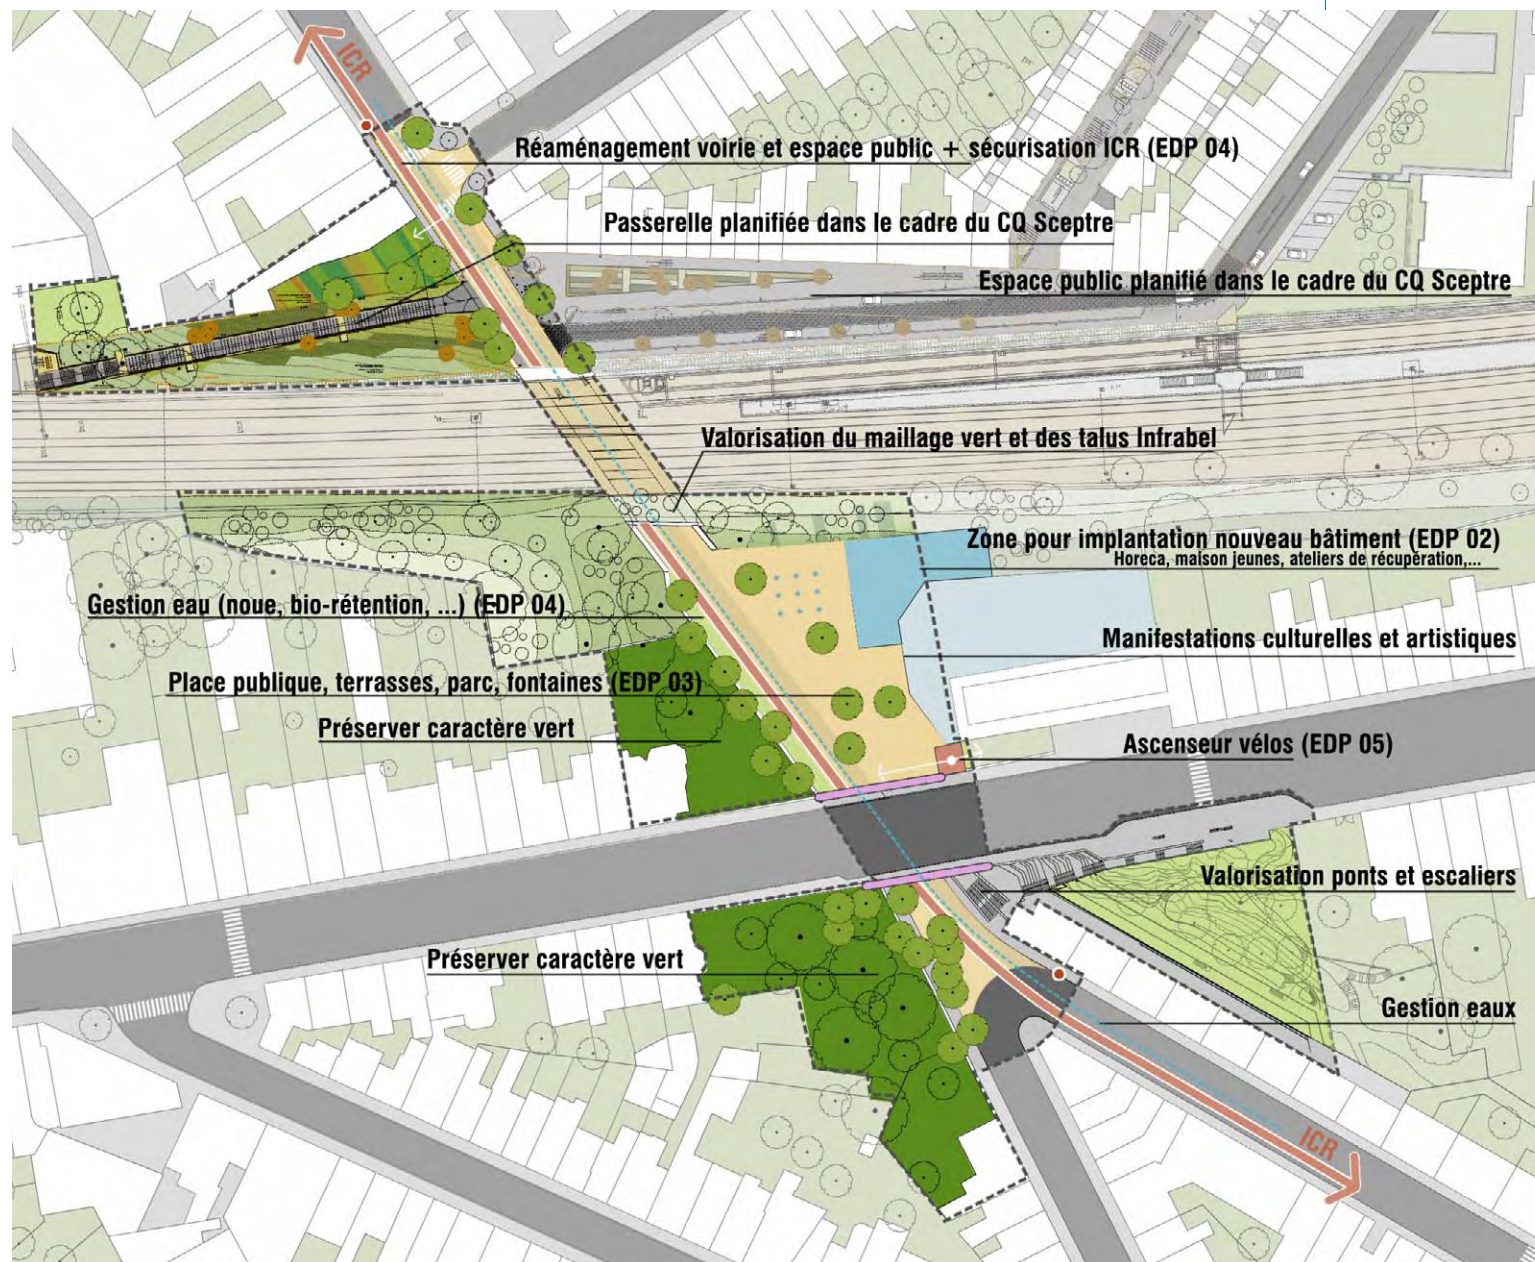 ICR
Réaménagement voirie et espace public + sécurisation ICR (EDP 04)
Passerelle planifiée dans le cadre du CQ Sceptre
Espace public planifié dans le cadre du CQ Sceptre
Valorisation du maillage vert et des talus Infrabel
Zone pour implantation nouveau bâtiment (EDP 02)
Horeca, maison jeunes, ateliers de récupération,...
Gestion eau (noue, bio-rétention, ...) (EDP 04)
Manifestations culturelles et artistiques
Place publique, terrasses, parc, fontaines (EDP 03)
Préserver caractère vert
Ascenseur vélos (EDP 05)
Valorisation ponts et escaliers
Préserver caractère vert
Gestion eaux
ICR